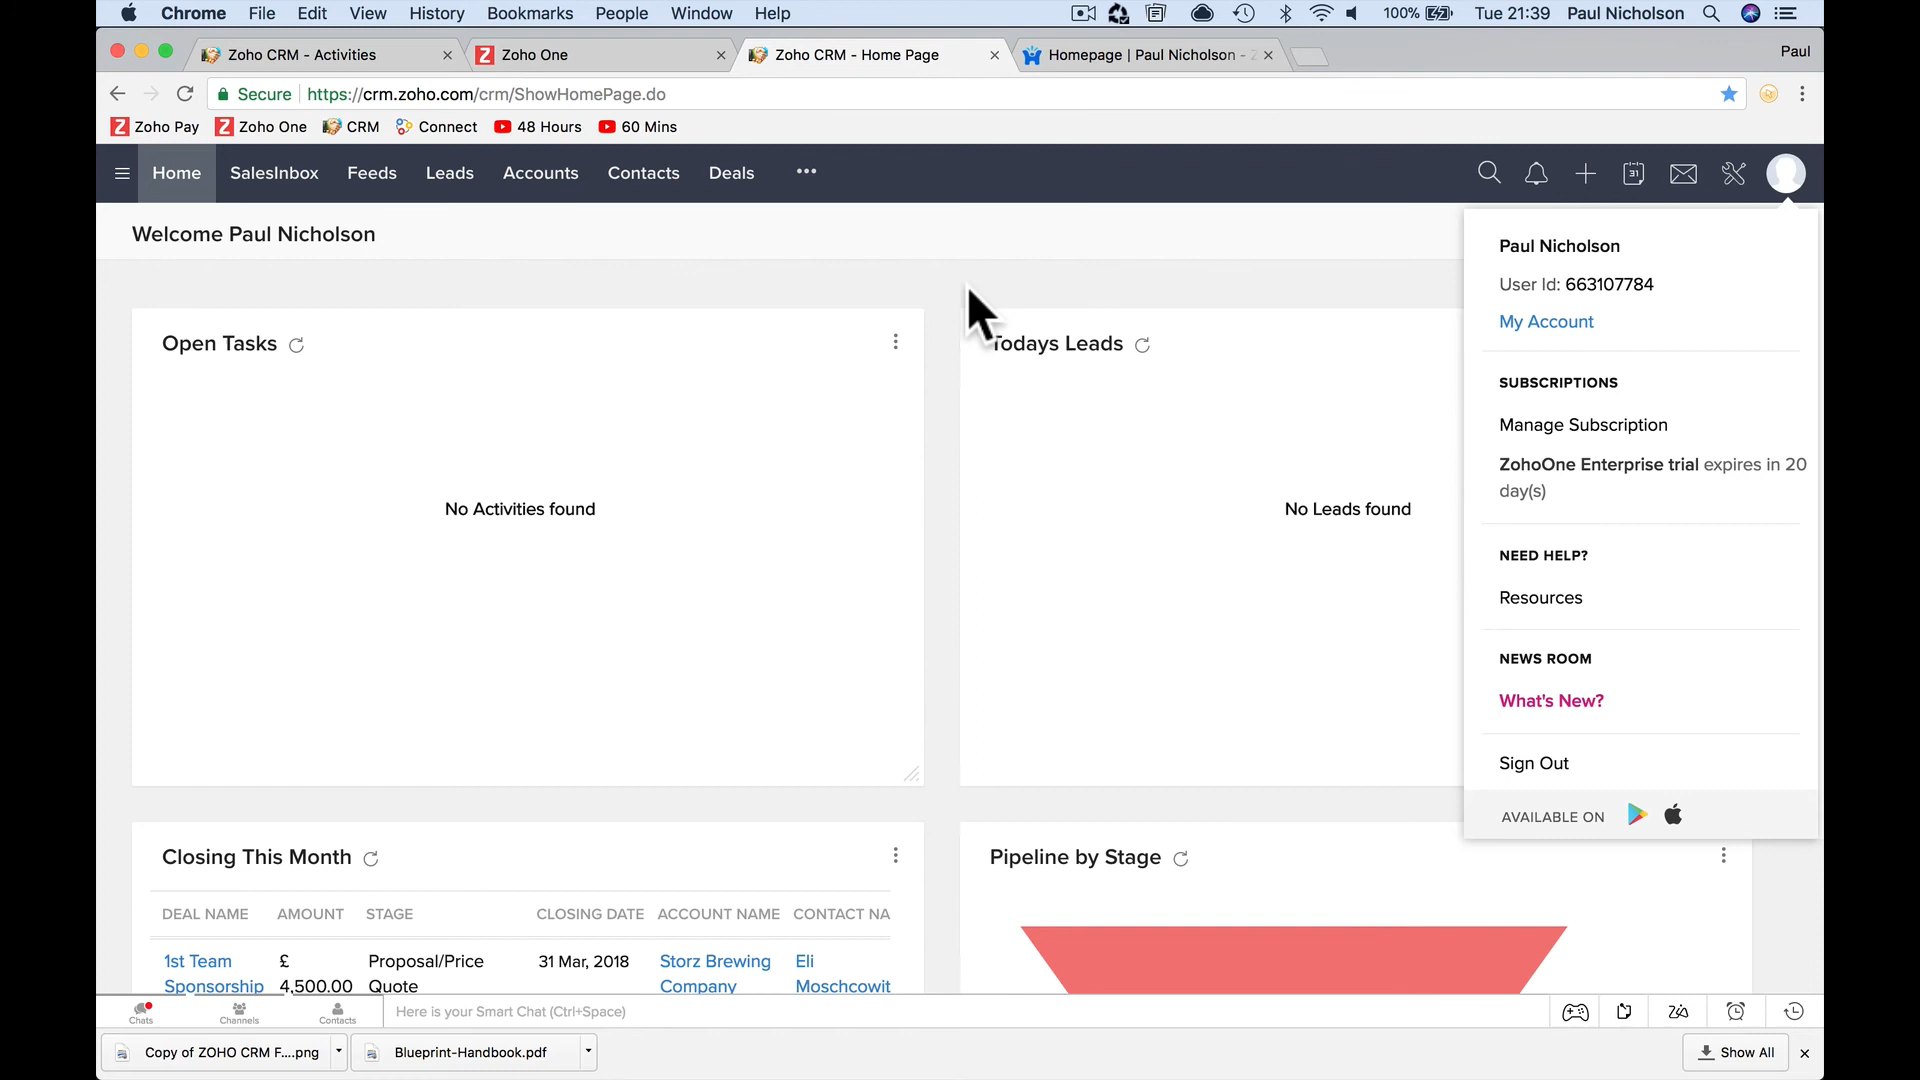 Chrome File Edit View History Bookmarks People Window Help 100% Tue 21:39 Paul Nicholson
Zoho CRM - Activities Zoho One Zoho CRM - Home Page Homepage | Paul Nicholson - Paul
Secure https://crm.zoho.com/crm/ShowHomePage.do
Zoho Pay Zoho One CRM Connect 48 Hours 60 Mins
Home SalesInbox Feeds Leads Accounts Contacts Deals ••• 31
Welcome Paul Nicholson
Open Tasks
No Activities found
Todays Leads
No Leads found
Paul Nicholson
User Id: 663107784
My Account
SUBSCRIPTIONS
Manage Subscription
ZohoOne Enterprise trial expires in 20
day(s)
NEED HELP?
Resources
NEWS ROOM
What's New?
Sign Out
AVAILABLE ON
Closing This Month
DEAL NAME AMOUNT STAGE CLOSING DATE ACCOUNT NAME CONTACT NA
1st Team £ Proposal/Price 31 Mar, 2018 Storz Brewing Eli
Sponsorship 4,500.00 Quote Company Moschcowit
Pipeline by Stage
Chats Channels Contacts Here is your Smart Chat (Ctrl+Space)
Copy of ZOHO CRM F....png Blueprint-Handbook.pdf Show All